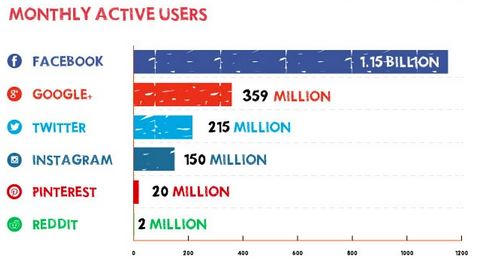 MONTHLY ACTIVE USERS
FACEBOOK 1.15 BILLION
GOOGLE+ 359 MILLION
TWITTER 215 MILLION
INSTAGRAM 150 MILLION
PINTEREST 20 MILLION
REDDIT 2 MILLION
0 200 400 600 800 1000 1200